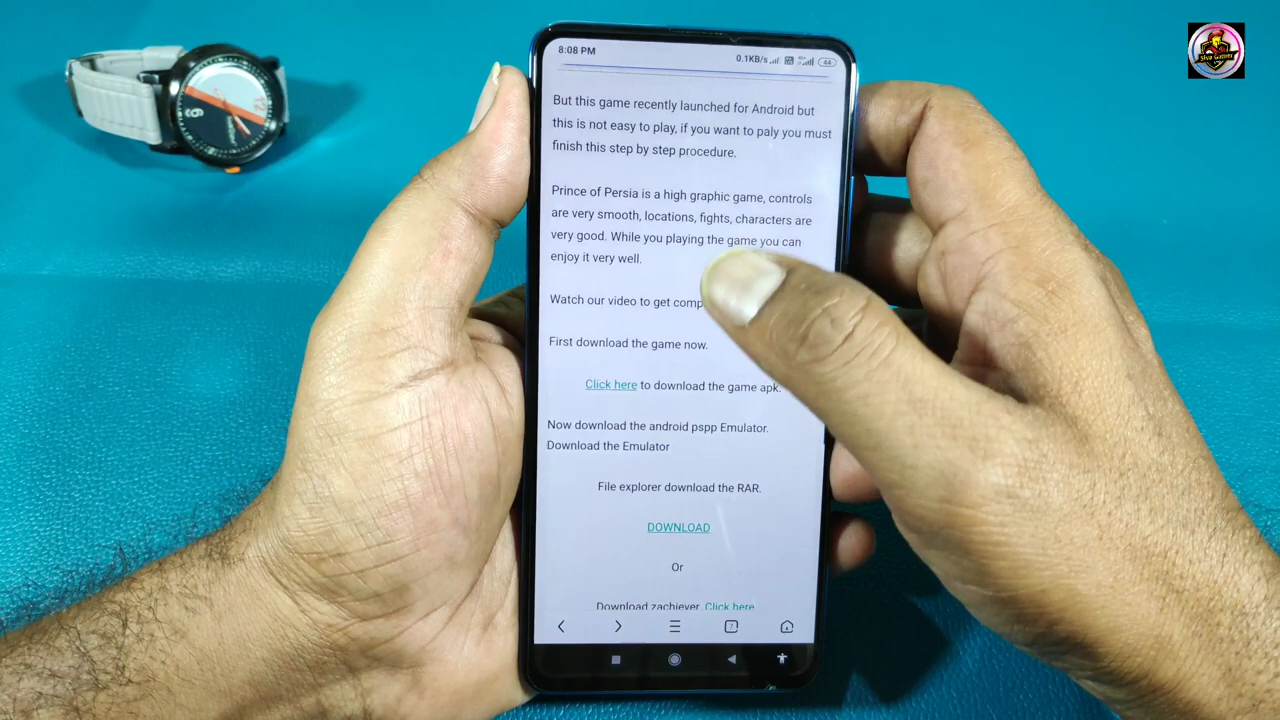 8:08 PM
0.1KB/s
44
But this game recently launched for Android but
this is not easy to play, if you want to paly you must
finish this step by step procedure.
Prince of Persia is a high graphic game, controls
are very smooth, locations, fights, characters are
very good. While you playing the game you can
enjoy it very well.
Watch our video to get
First download the game now.
Click here to download the game apk.
Now download the android pspp Emulator.
Download the Emulator
File explorer download the RAR.
DOWNLOAD
Or
Download zachiever Click here
7